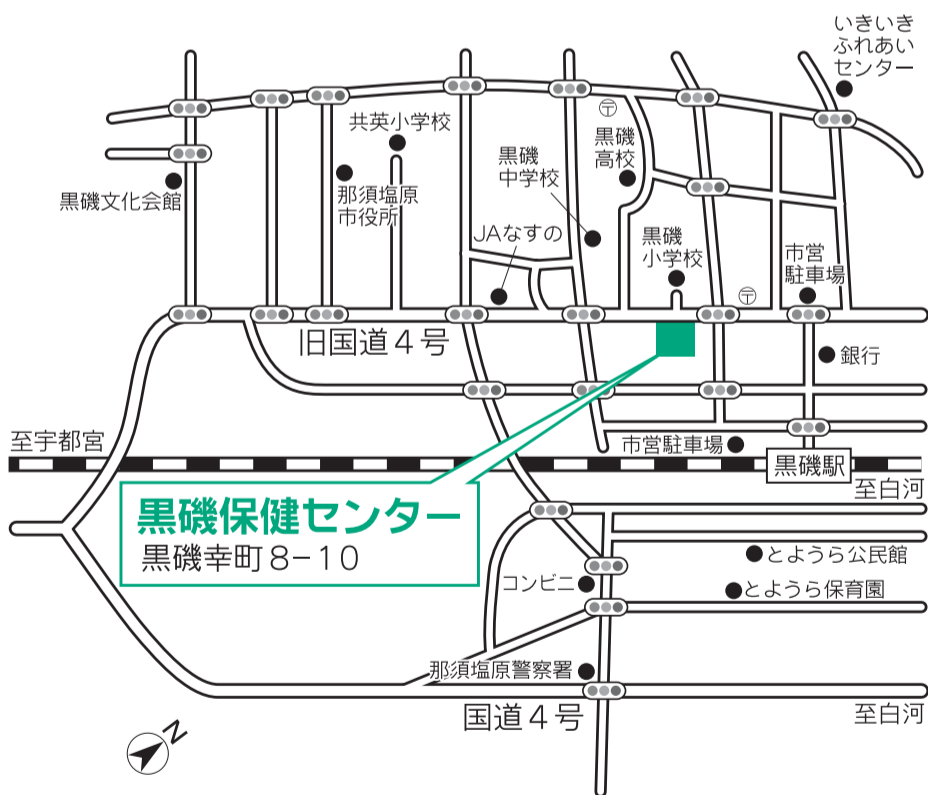 いきいき
ふれあい
センター
共英小学校
〒
黒磯
高校
黒磯
中学校
黒磯文化会館
那須塩原
市役所
JAなすの
黒磯
小学校
市営
駐車場
〒
旧国道4号
銀行
至宇都宮
市営駐車場
黒磯駅
至白河
黒磯保健センター
黒磯幸町8-10
とようら公民館
コンビニ
とようら保育園
那須塩原警察署
国道4号
至白河
N